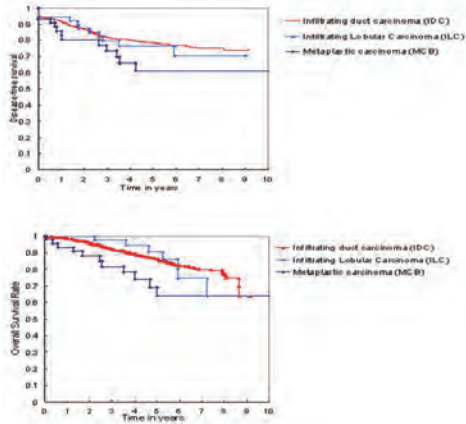 Disease-free survival
1
0.9
0.8
0.7
0.6
0.5
0.4
0.3
0.2
0.1
0
0 1 2 3 4 5 6 7 8 9 10
Time in years
Infiltrating duct carcinoma (IDC)
Infiltrating Lobular Carcinoma (ILC)
Metaplastic carcinoma (MCB)
Overall Survival Rate
1
0.9
0.8
0.7
0.6
0.5
0.4
0.3
0.2
0.1
0
0 1 2 3 4 5 6 7 8 9 10
Time in years
Infiltrating duct carcinoma (IDC)
Infiltrating Lobular Carcinoma (ILC)
Metaplastic carcinoma (MCB)